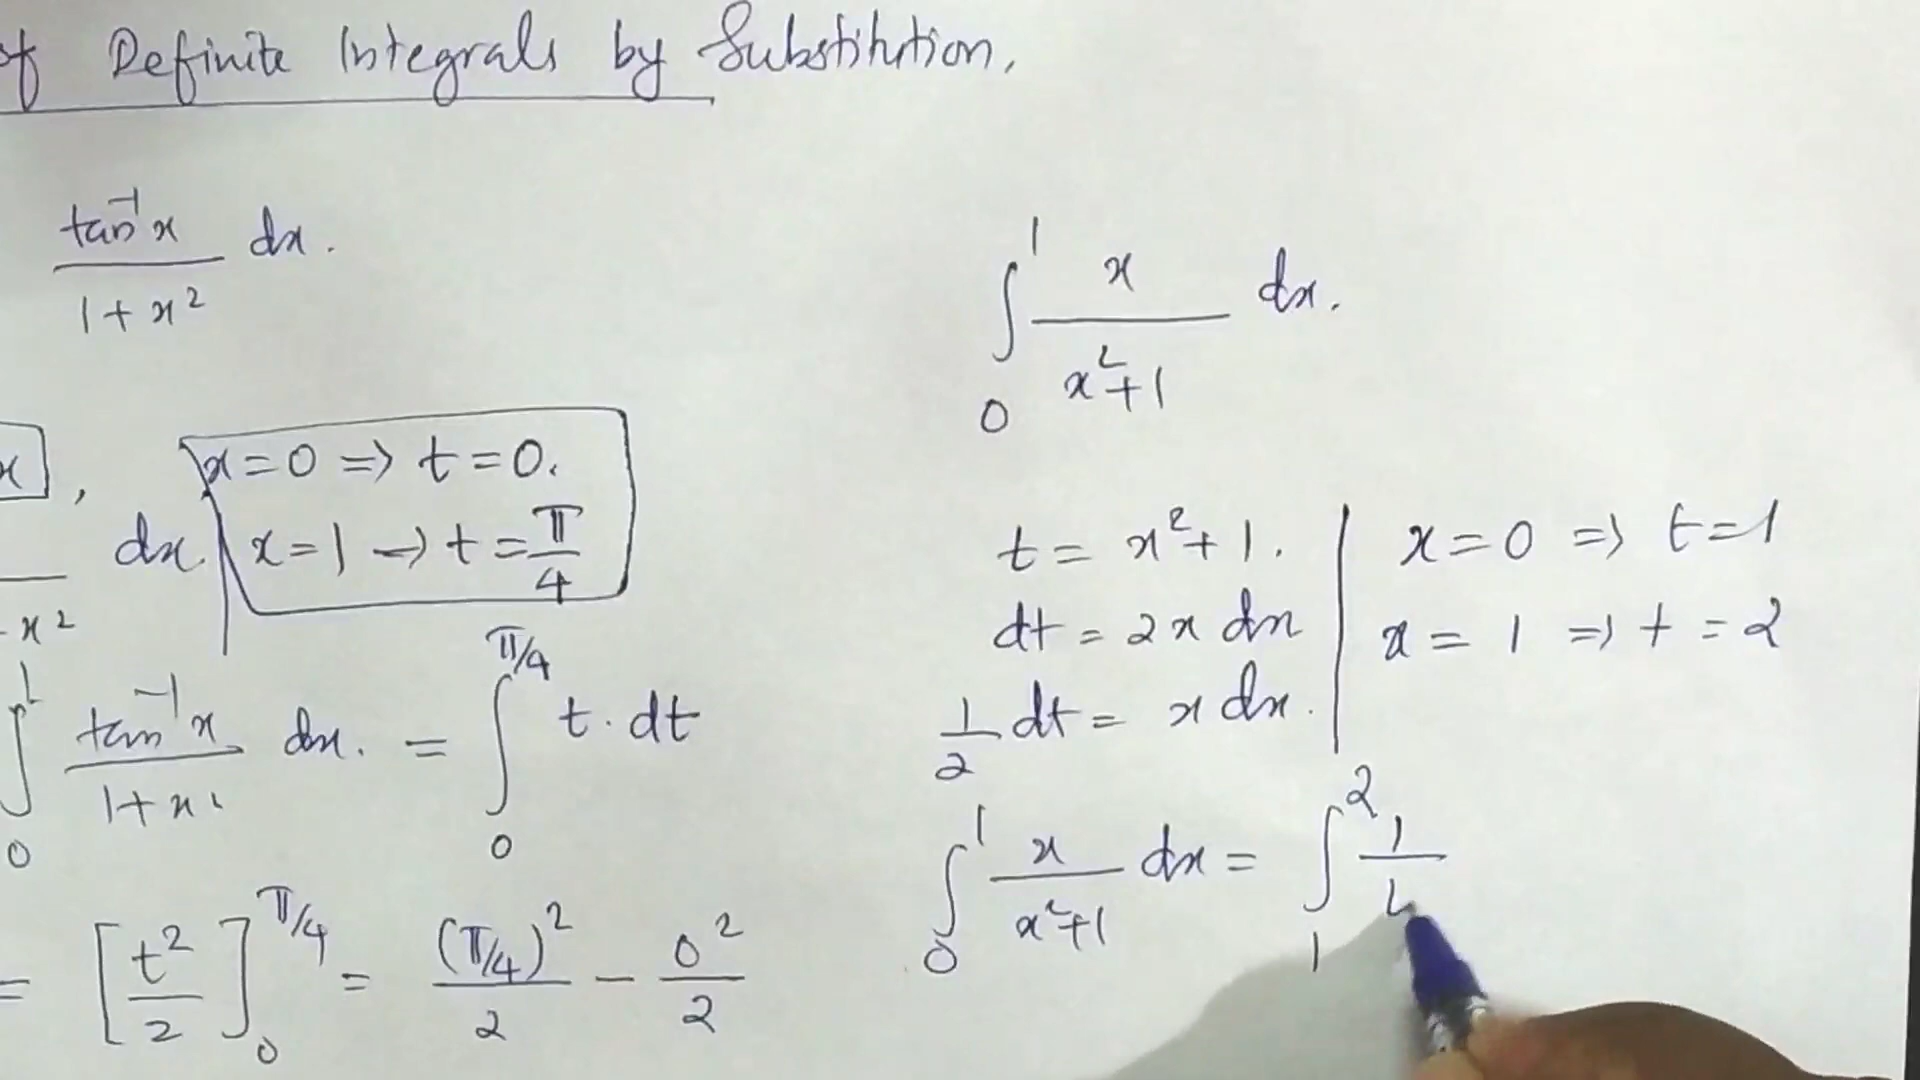 of Definite Integrals by Substitution.
tan⁻¹x / 1+x² dx.
x ,
dx
x=0 => t=0.
x=1 → t=π/4
x²
∫₀¹ tan⁻¹x / 1+x dx. = ∫₀^π/4 t. dt
= [t²/2]₀^π/4 = (π/4)²/2 − 0²/2
∫₀¹ x / x²+1 dx.
t = x²+1.
dt = 2x dx
1/2 dt = x dx.
x=0 => t=1
x = 1 => t = 2
∫₀¹ x / x²+1 dx = ∫₁² 1